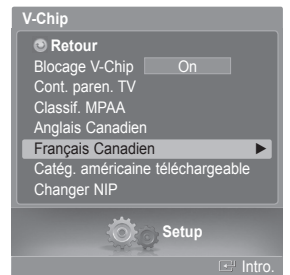 V-Chip
Retour
Blocage V-Chip On
Cont. paren. TV
Classif. MPAA
Anglais Canadien
Français Canadien
Catég. américaine téléchargeable
Changer NIP
Setup
Intro.